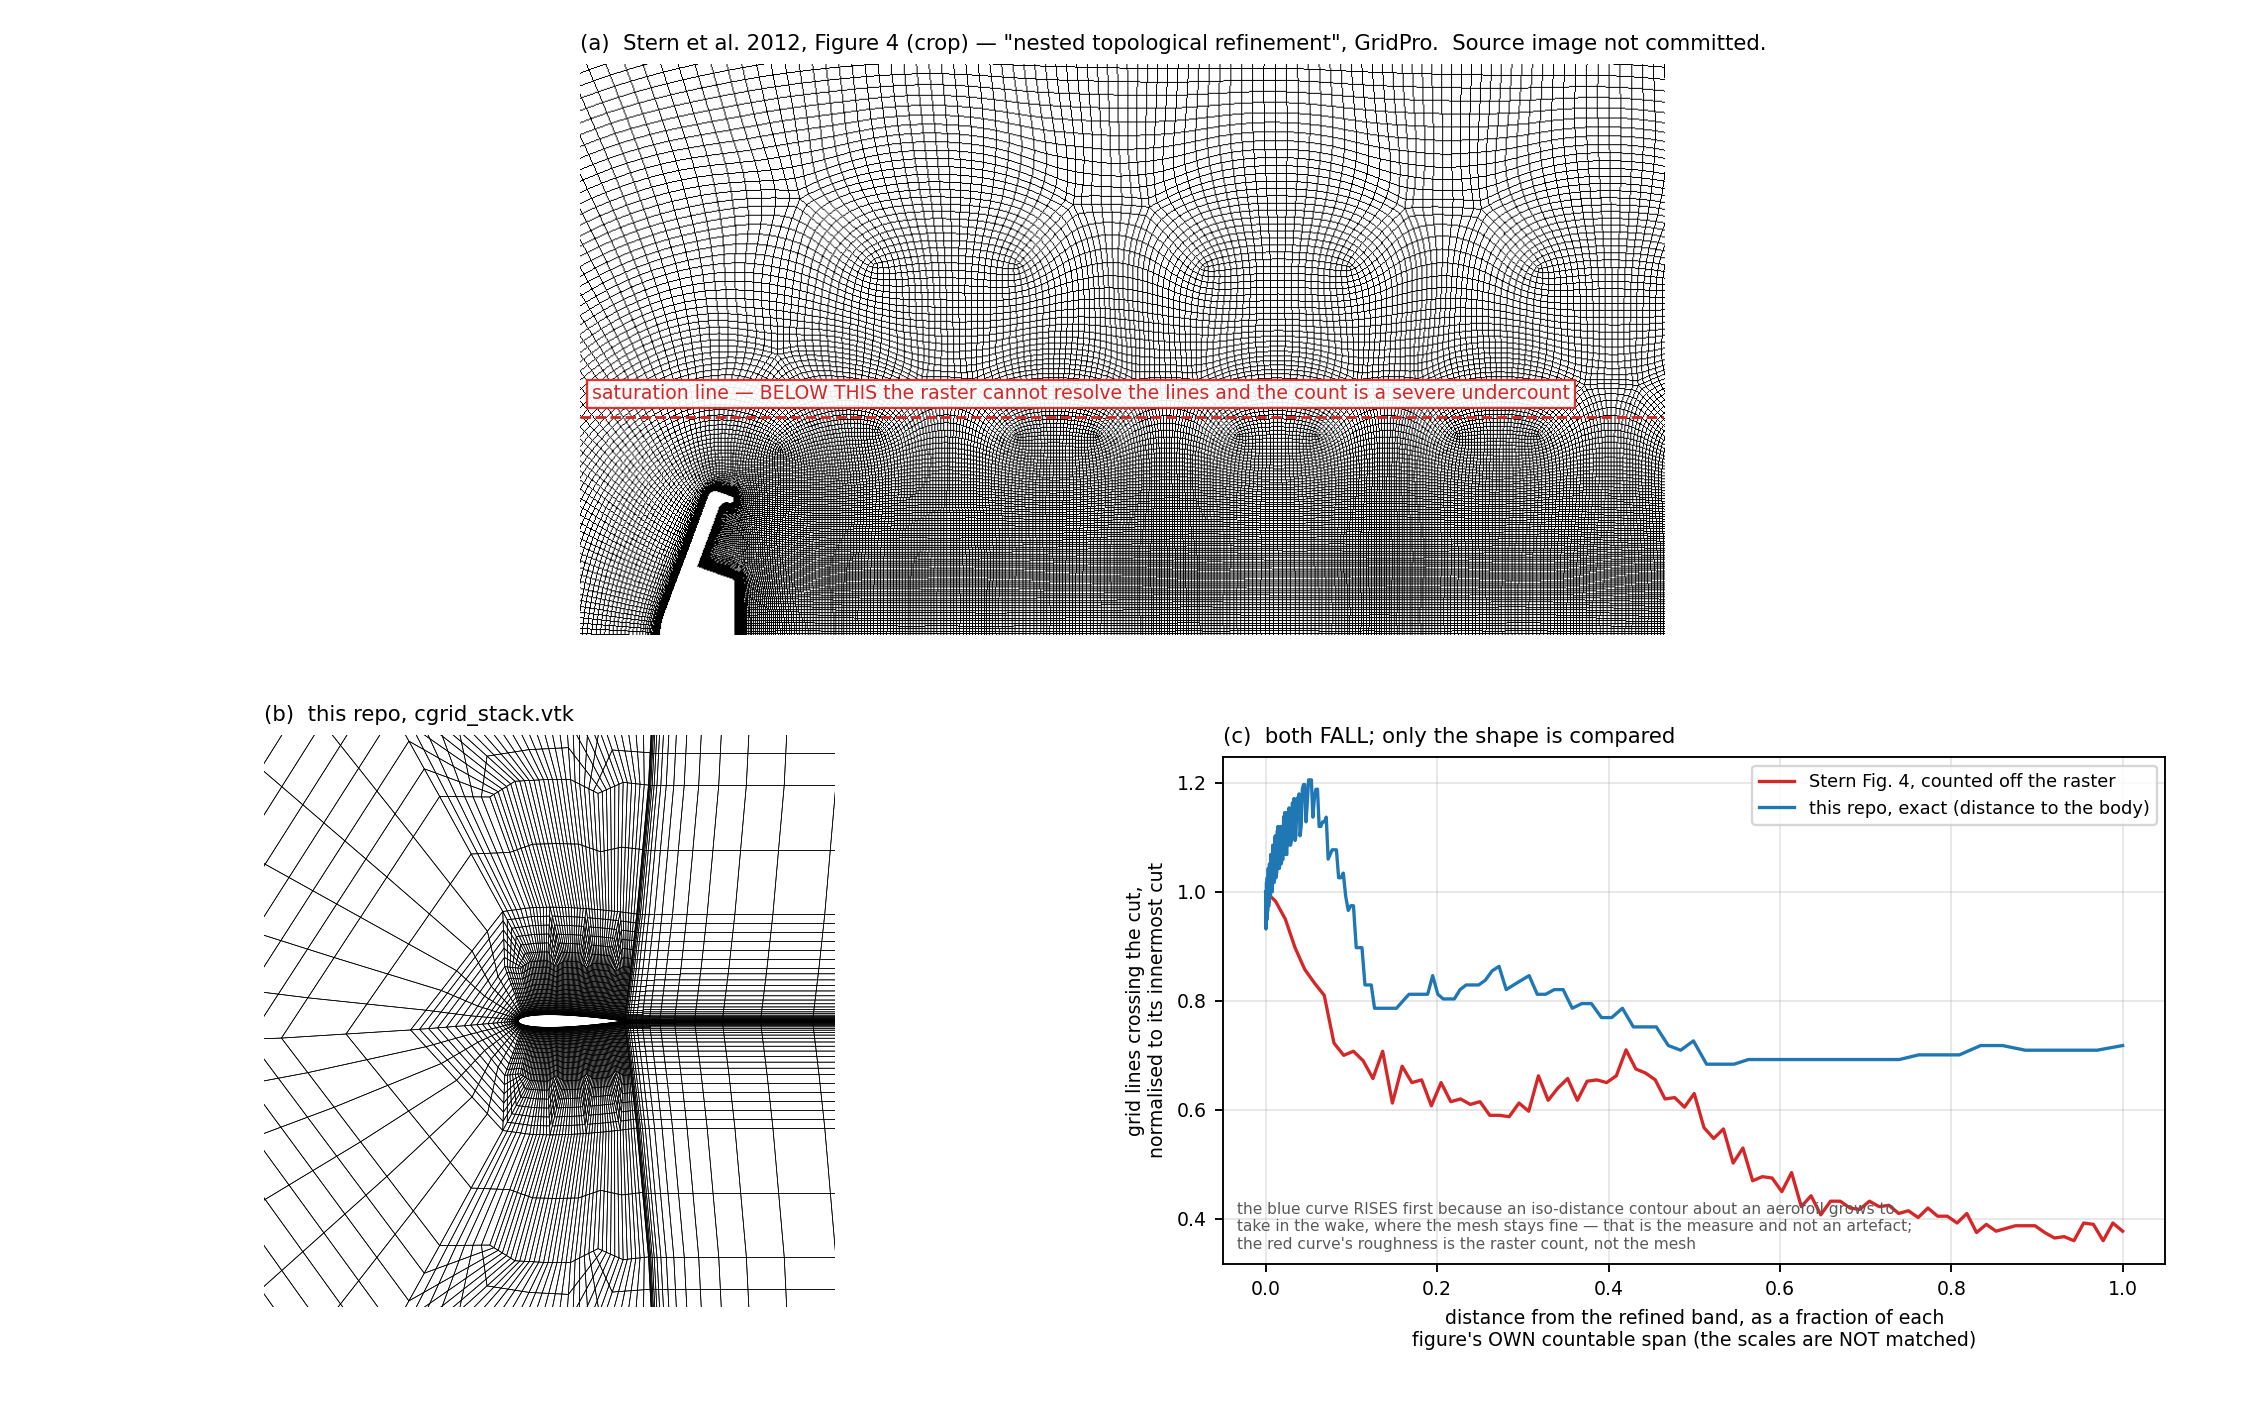 (a)  Stern et al. 2012, Figure 4 (crop) — "nested topological refinement", GridPro.  Source image not committed.
saturation line — BELOW THIS the raster cannot resolve the lines and the count is a severe undercount
(b)  this repo, cgrid_stack.vtk
(c)  both FALL; only the shape is compared
Stern Fig. 4, counted off the raster
this repo, exact (distance to the body)
1.2
1.0
0.8
0.6
0.4
grid lines crossing the cut,
normalised to its innermost cut
the blue curve RISES first because an iso-distance contour about an aerofoil grows to
take in the wake, where the mesh stays fine — that is the measure and not an artefact;
the red curve's roughness is the raster count, not the mesh
0.0
0.2
0.4
0.6
0.8
1.0
distance from the refined band, as a fraction of each
figure's OWN countable span (the scales are NOT matched)